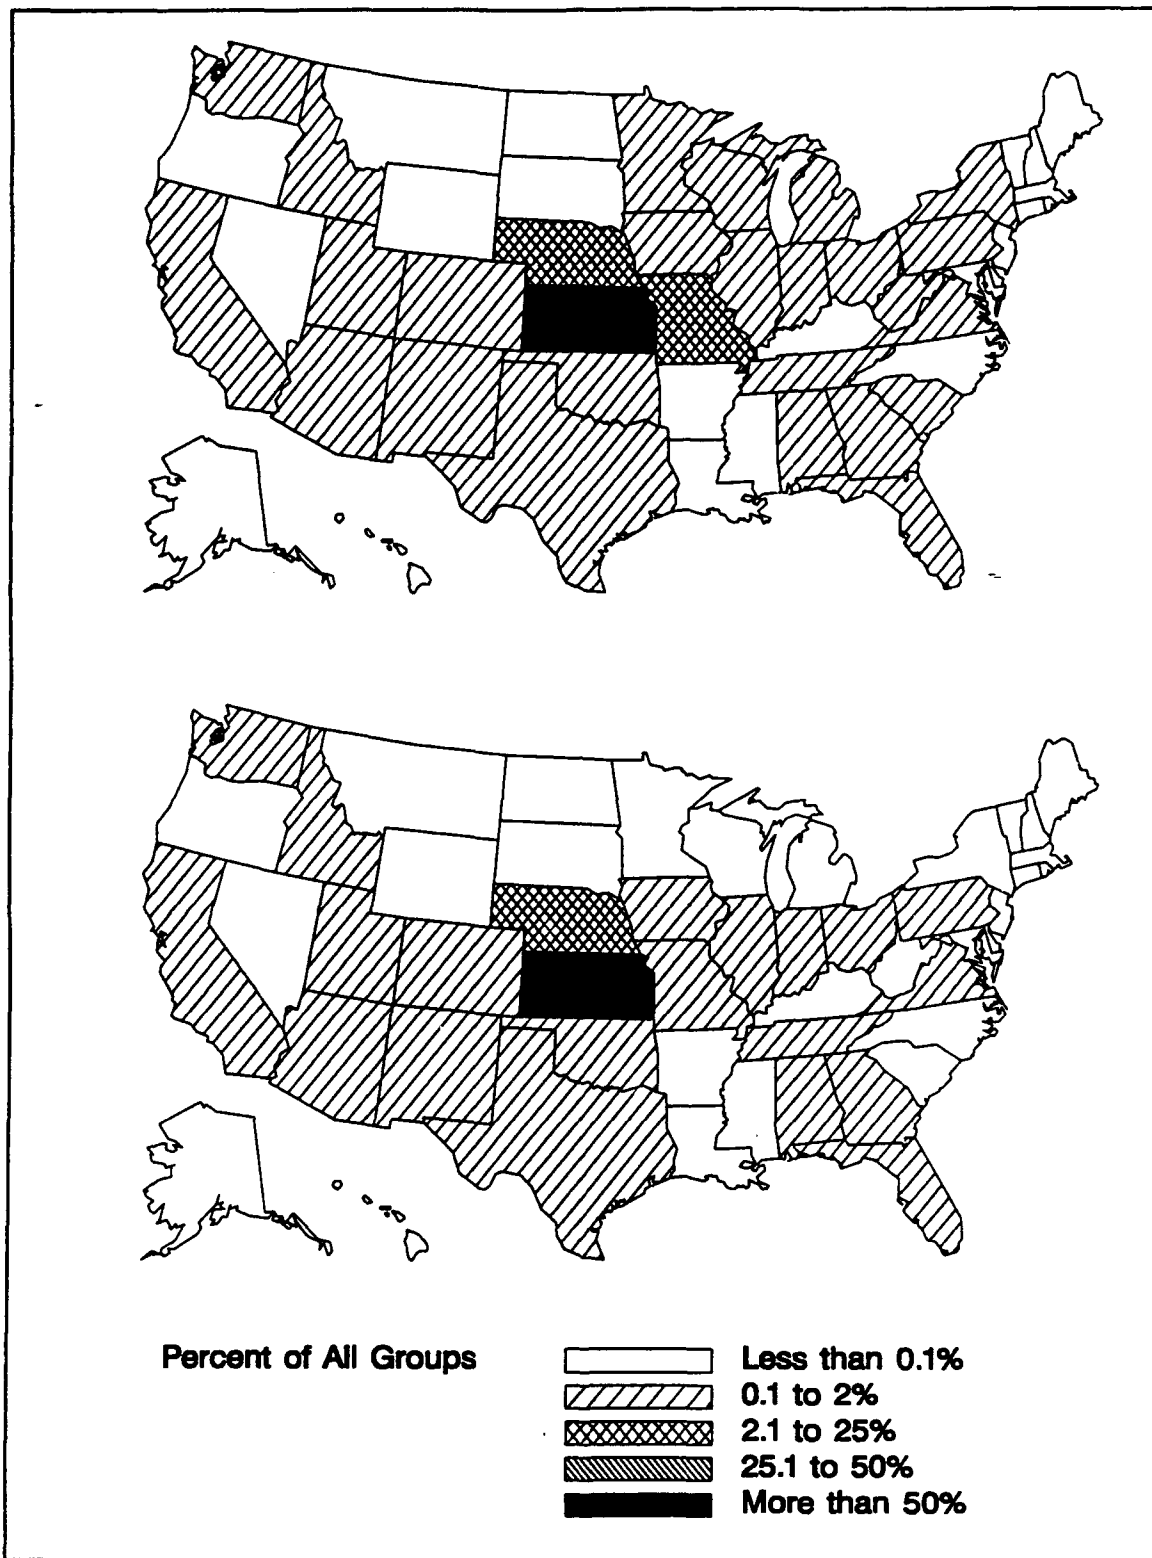 Percent of All Groups
Less than 0.1%
0.1 to 2%
2.1 to 25%
25.1 to 50%
More than 50%